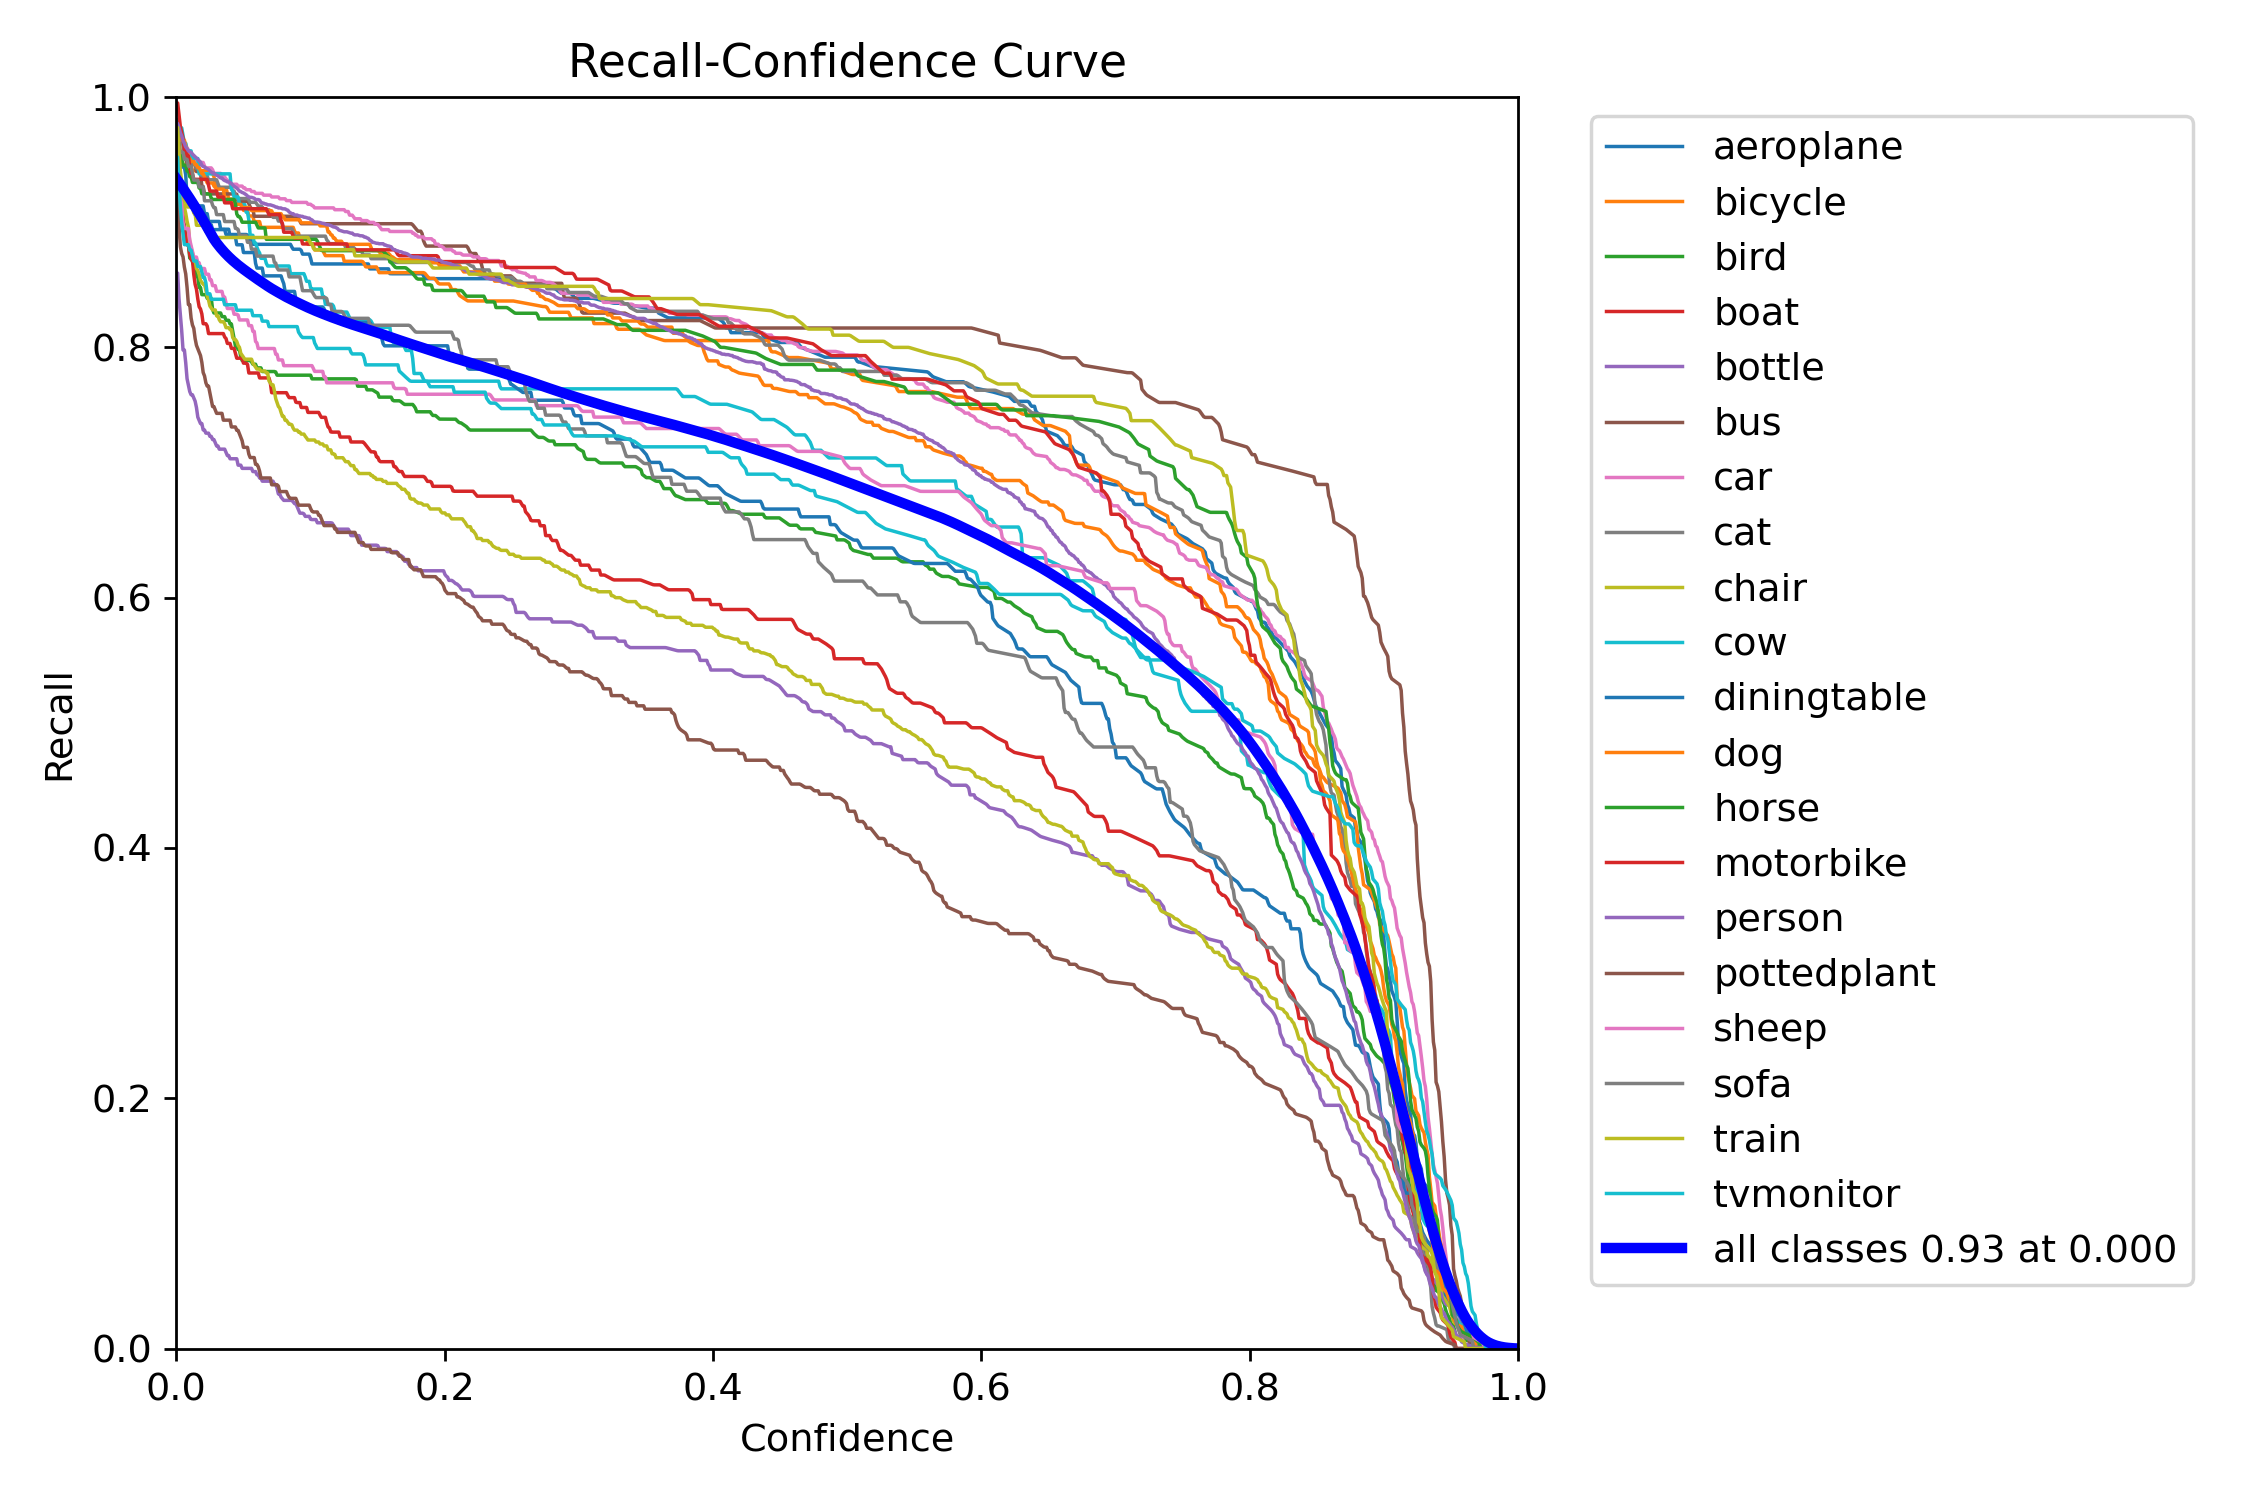 Recall-Confidence Curve
1.0
0.8
0.6
0.4
0.2
0.0
Recall
0.0 0.2 0.4 0.6 0.8 1.0
Confidence
aeroplane
bicycle
bird
boat
bottle
bus
car
cat
chair
cow
diningtable
dog
horse
motorbike
person
pottedplant
sheep
sofa
train
tvmonitor
all classes 0.93 at 0.000